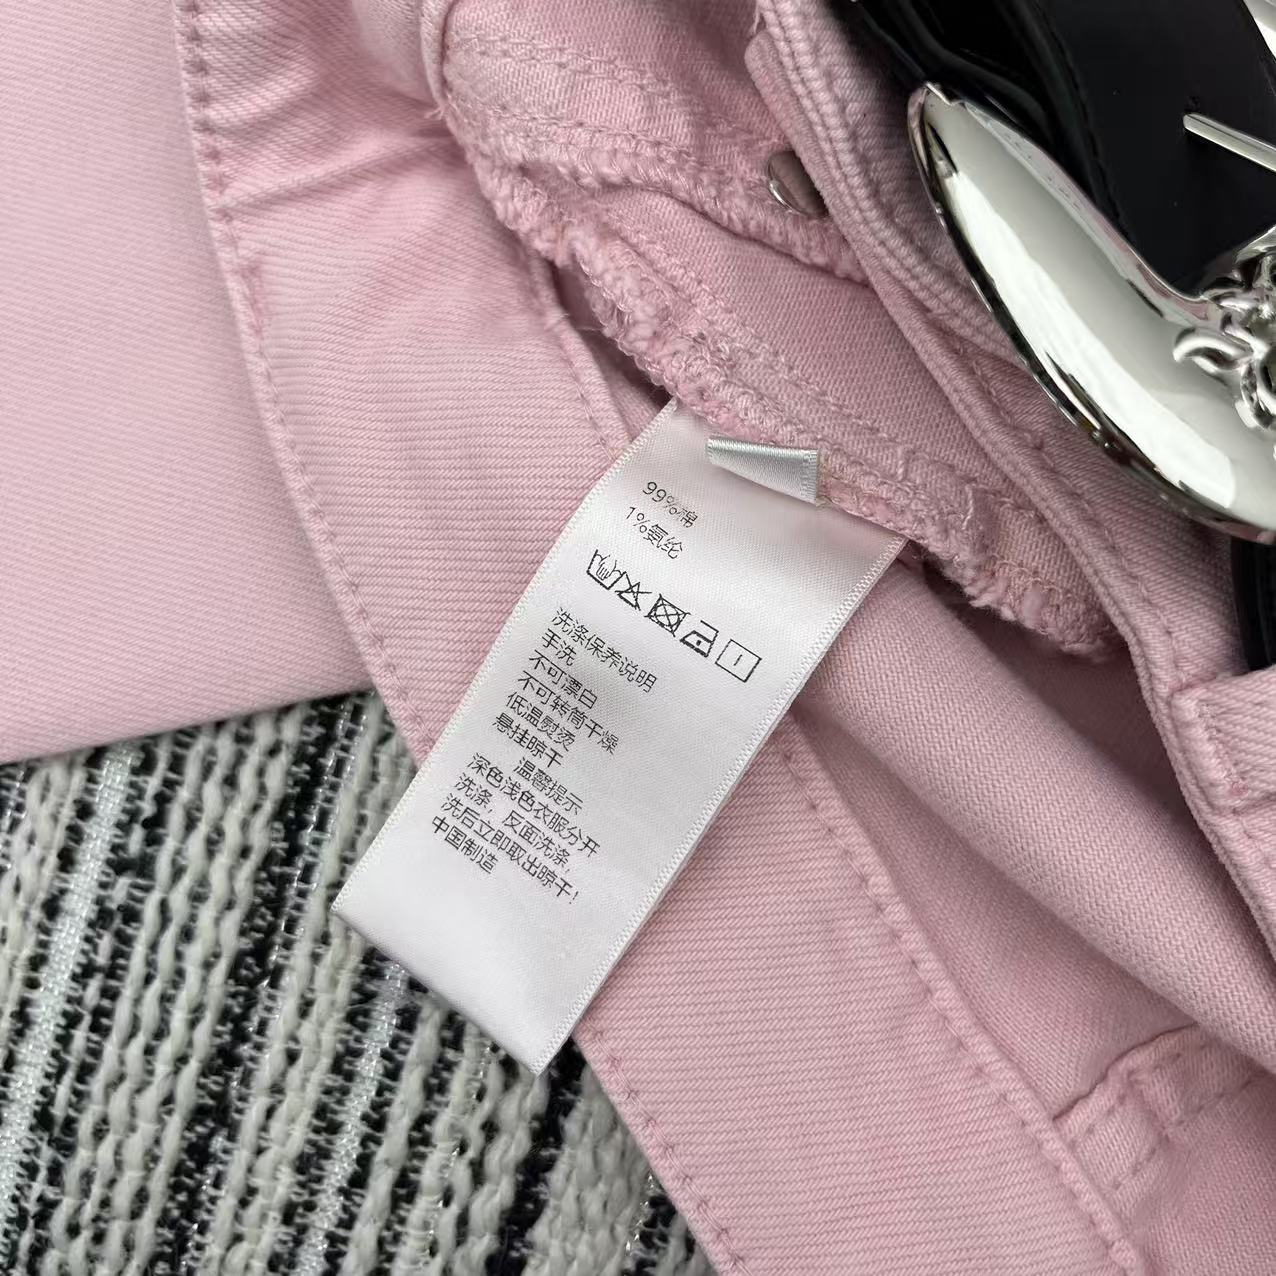 99%棉
1%氨纶
洗涤保养说明
手洗
不可漂白
不可转筒干燥
低温熨烫
悬挂晾干
温馨提示
深色浅色衣服分开
洗涤，反面洗涤，
洗后立即取出晾干！
中国制造